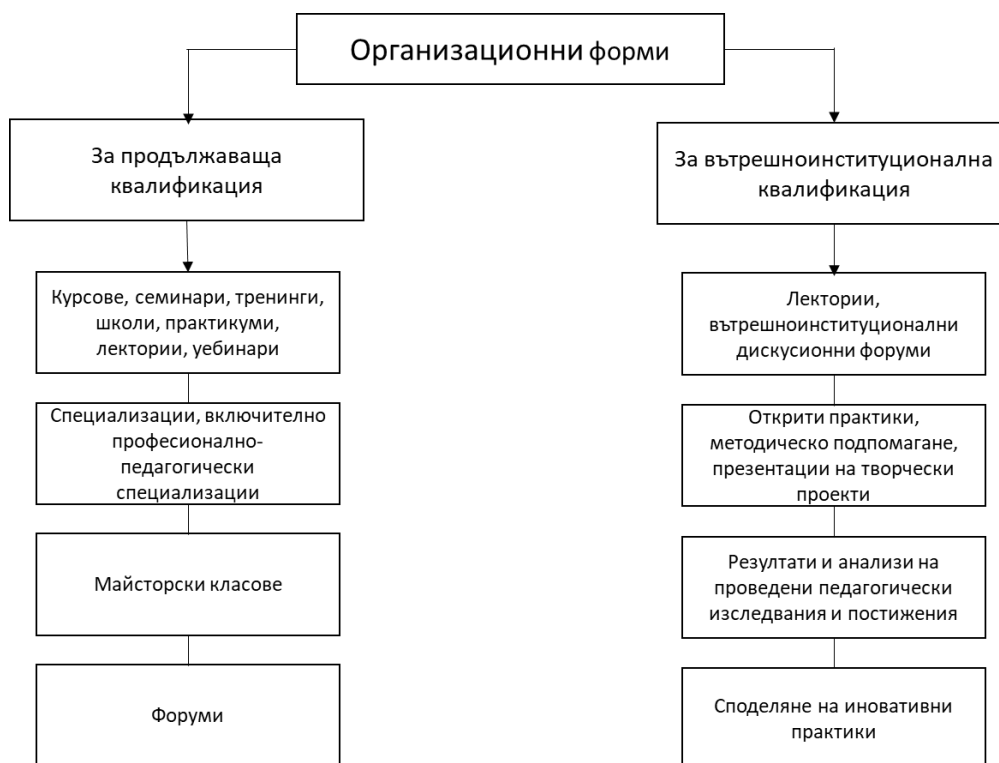 Организационни форми
За продължаваща
квалификация
Курсове, семинари, тренинги,
школи, практикуми,
лектории, уебинари
Специализации, включително
професионално-
педагогически
специализации
Майсторски класове
Форуми
За вътрешноинституционална
квалификация
Лектории,
вътрешноинституционални
дискусионни форуми
Открити практики,
методическо подпомагане,
презентации на творчески
проекти
Резултати и анализи на
проведени педагогически
изследвания и постижения
Споделяне на иновативни
практики